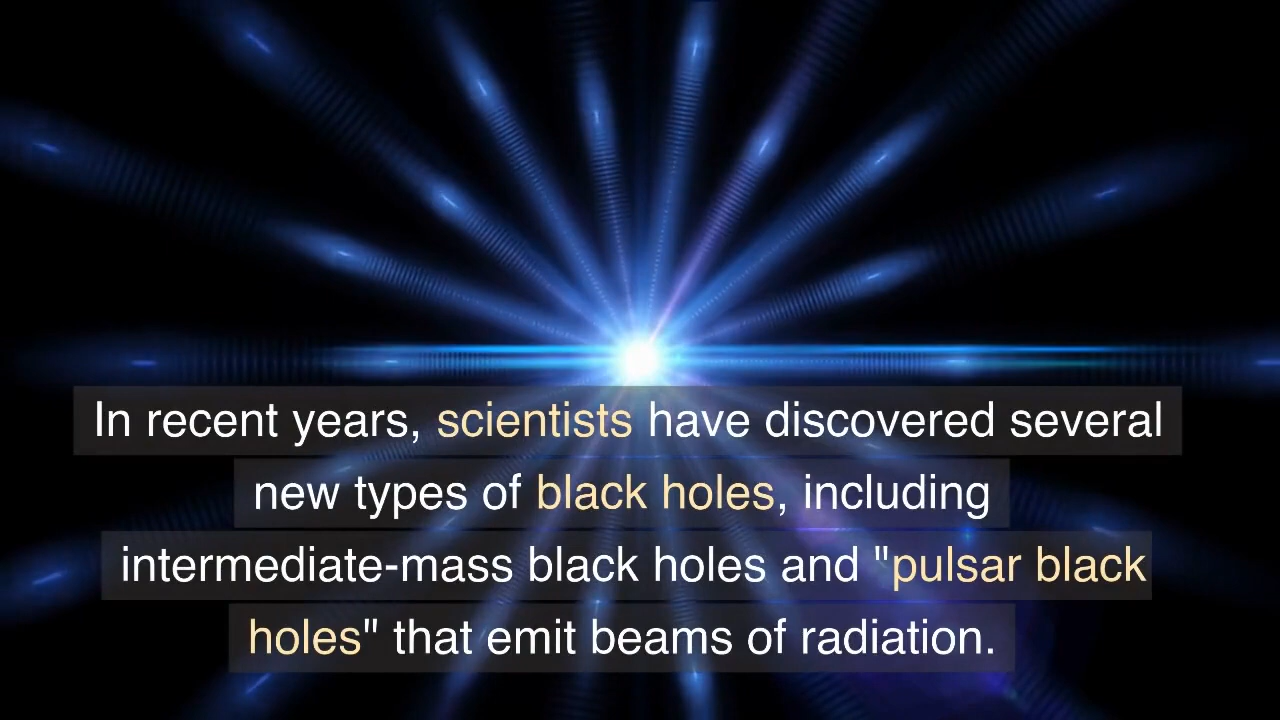 In recent years, scientists have discovered several
new types of black holes, including
intermediate-mass black holes and "pulsar black
holes" that emit beams of radiation.